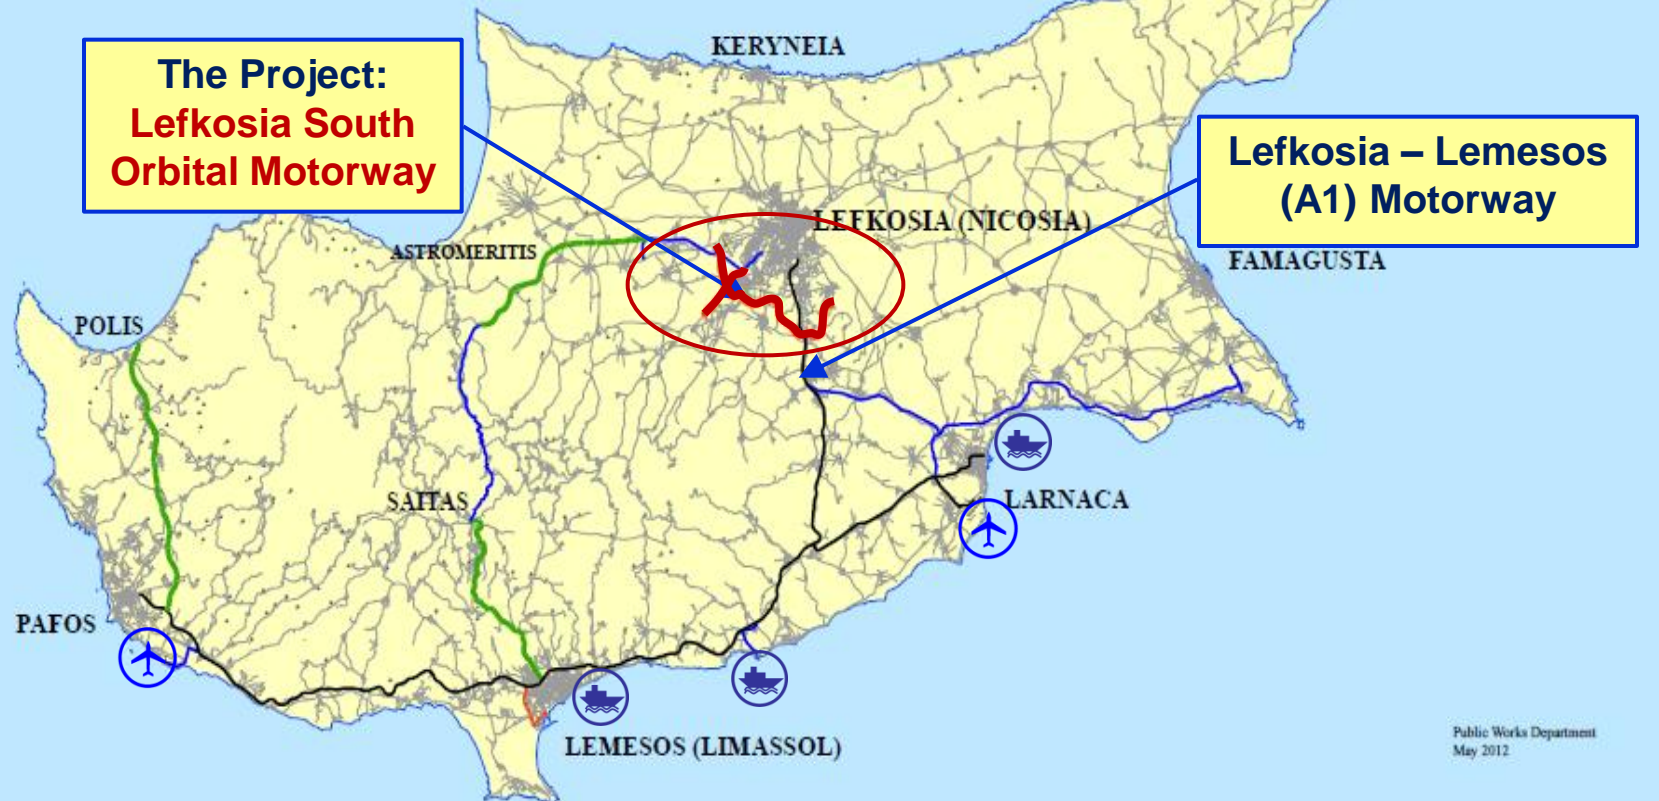 KERYNEIA
The Project:
Lefkosia South
Orbital Motorway
Lefkosia – Lemesos
(A1) Motorway
LEFKOSIA (NICOSIA)
ASTROMERITIS
FAMAGUSTA
POLIS
SAITAS
LARNACA
PAFOS
LEMESOS (LIMASSOL)
Public Works Department
May 2012